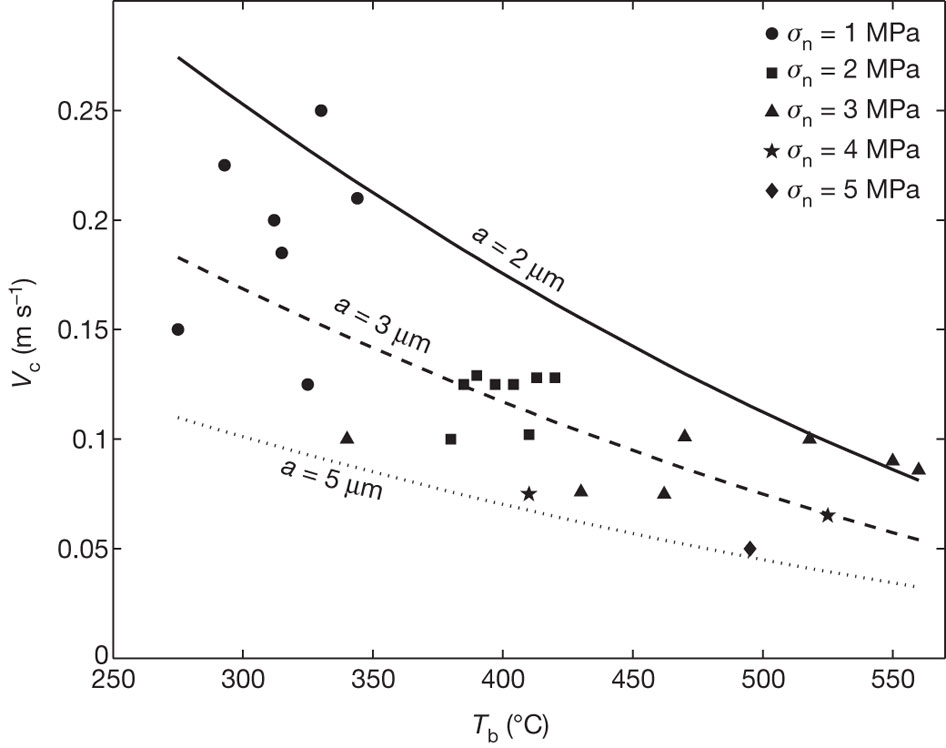 σn = 1 MPa
σn = 2 MPa
σn = 3 MPa
σn = 4 MPa
σn = 5 MPa
0.25
0.2
0.15
0.1
0.05
0
Vc (m s⁻¹)
a = 2 μm
a = 3 μm
a = 5 μm
250 300 350 400 450 500 550
Tb (°C)